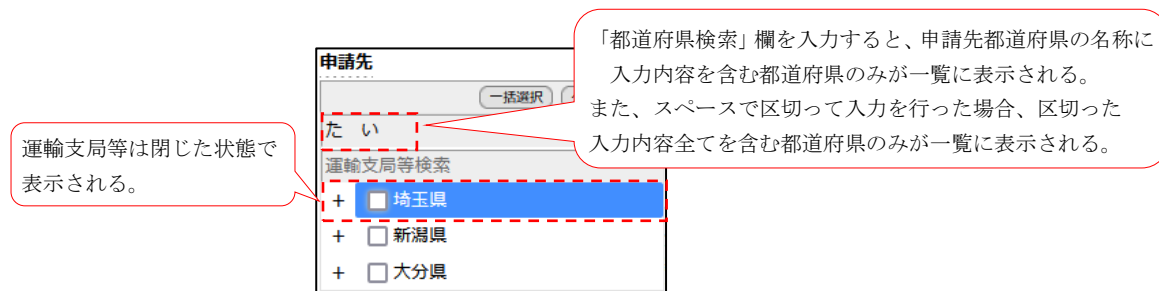 「都道府県検索」欄を入力すると、申請先都道府県の名称に
入力内容を含む都道府県のみが一覧に表示される。
また、スペースで区切って入力を行った場合、区切った
入力内容全てを含む都道府県のみが一覧に表示される。
申請先
一括選択
た い
運輸支局等検索
+ 埼玉県
+ 新潟県
+ 大分県
運輸支局等は閉じた状態で
表示される。